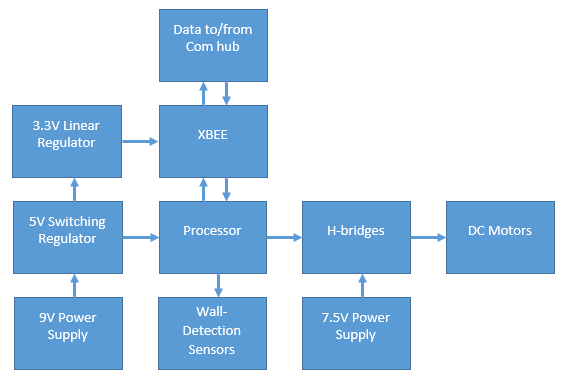 Data to/from
Com hub
3.3V Linear
Regulator
XBEE
5V Switching
Regulator
Processor
H-bridges
DC Motors
9V Power
Supply
Wall-
Detection
Sensors
7.5V Power
Supply